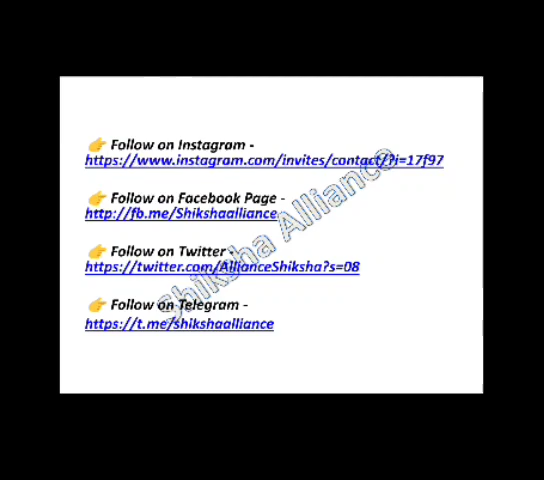 👉 Follow on Instagram -
https://www.instagram.com/invites/contact/?i=17f97
👉 Follow on Facebook Page -
http://fb.me/Shikshaalliance
👉 Follow on Twitter -
https://twitter.com/AllianceShiksha?s=08
👉 Follow on Telegram -
https://t.me/shikshaalliance
Shiksha Alliance